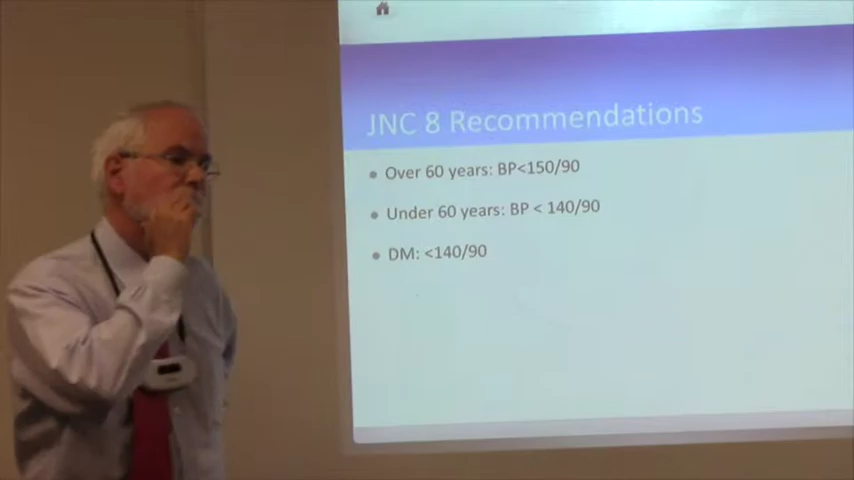 JNC 8 Recommendations
• Over 60 years: BP<150/90
• Under 60 years: BP < 140/90
• DM: <140/90